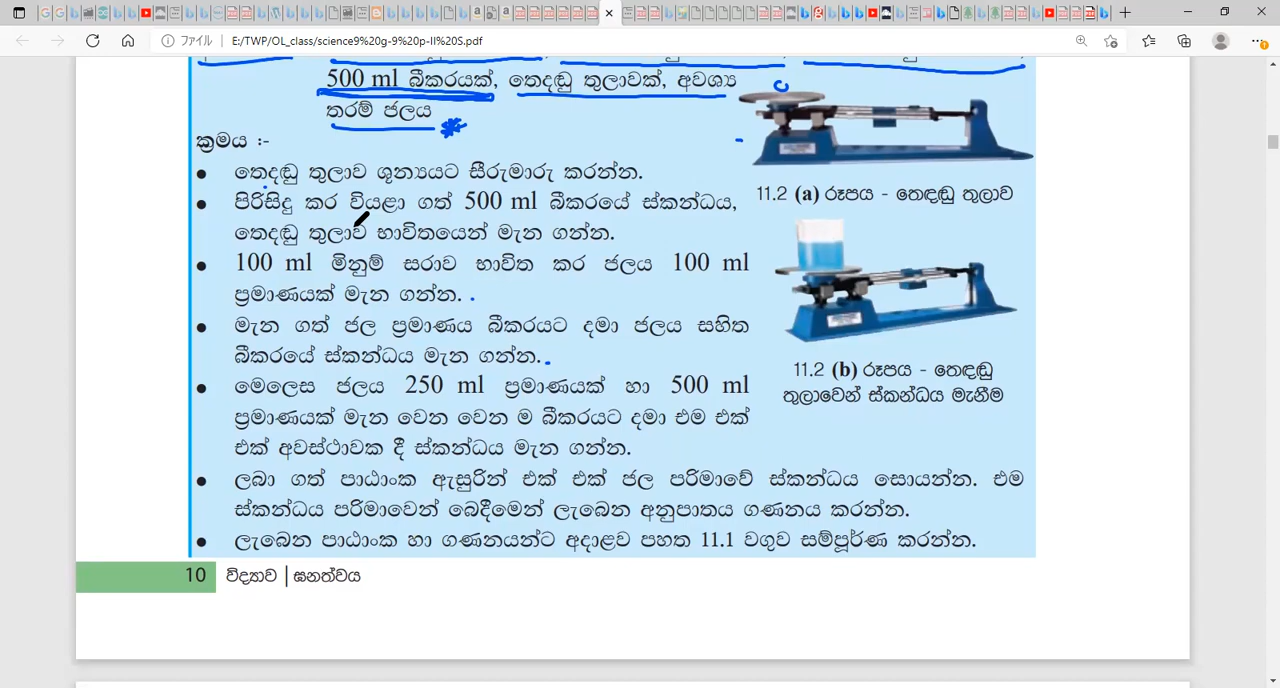 ファイル E:/TWP/OL_class/science9%20g-9%20p-II%20S.pdf
500 ml බීකරයක්, තෙදඬු තුලාවක්, අවශ්‍ය
තරම් ජලය
ක්‍රමය :-
• තෙදඬු තුලාව ශූන්‍යයට සීරුමාරු කරන්න.
• පිරිසිදු කර වියළා ගත් 500 ml බීකරයේ ස්කන්ධය,
තෙදඬු තුලාව භාවිතයෙන් මැන ගන්න.
• 100 ml මිනුම් සරාව භාවිත කර ජලය 100 ml
ප්‍රමාණයක් මැන ගන්න.
• මැන ගත් ජල ප්‍රමාණය බීකරයට දමා ජලය සහිත
බීකරයේ ස්කන්ධය මැන ගන්න.
• මෙලෙස ජලය 250 ml ප්‍රමාණයක් හා 500 ml
ප්‍රමාණයක් මැන වෙන වෙන ම බීකරයට දමා එම එක්
එක් අවස්ථාවක දී ස්කන්ධය මැන ගන්න.
11.2 (a) රූපය - තෙදඬු තුලාව
11.2 (b) රූපය - තෙදඬු
තුලාවෙන් ස්කන්ධය මැනීම
• ලබා ගත් පාඨාංක ඇසුරින් එක් එක් ජල පරිමාවේ ස්කන්ධය සොයන්න. එම
ස්කන්ධය පරිමාවෙන් බෙදීමෙන් ලැබෙන අනුපාතය ගණනය කරන්න.
• ලැබෙන පාඨාංක හා ගණනයන්ට අදාළව පහත 11.1 වගුව සම්පූර්ණ කරන්න.
10 විද්‍යාව | ඝනත්වය